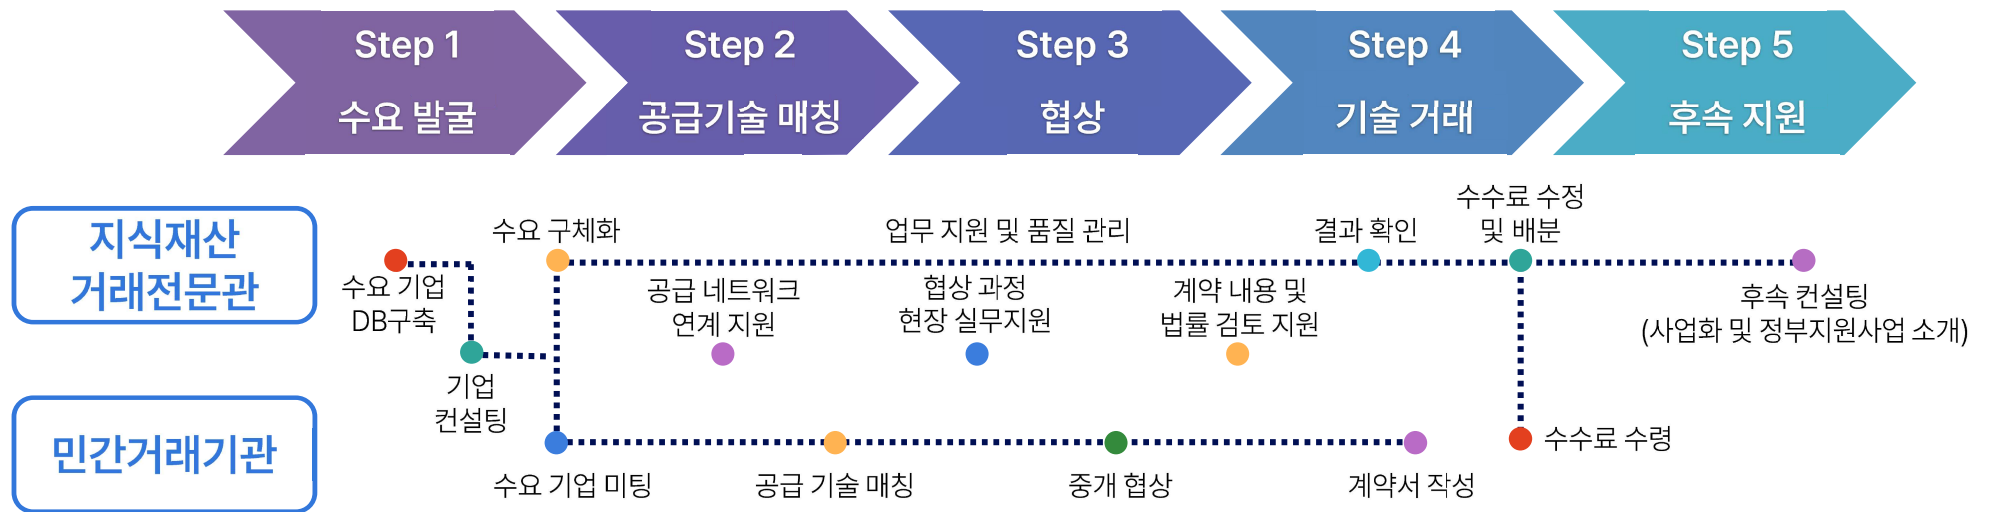 Step 1
수요 발굴
Step 2
공급기술 매칭
Step 3
협상
Step 4
기술 거래
Step 5
후속 지원
지식재산
거래전문관
수요 기업
DB구축
기업
컨설팅
수요 구체화
업무 지원 및 품질 관리
결과 확인
수수료 수정
및 배분
공급 네트워크
연계 지원
협상 과정
현장 실무지원
계약 내용 및
법률 검토 지원
후속 컨설팅
(사업화 및 정부지원사업 소개)
민간거래기관
수요 기업 미팅
공급 기술 매칭
중개 협상
계약서 작성
수수료 수령